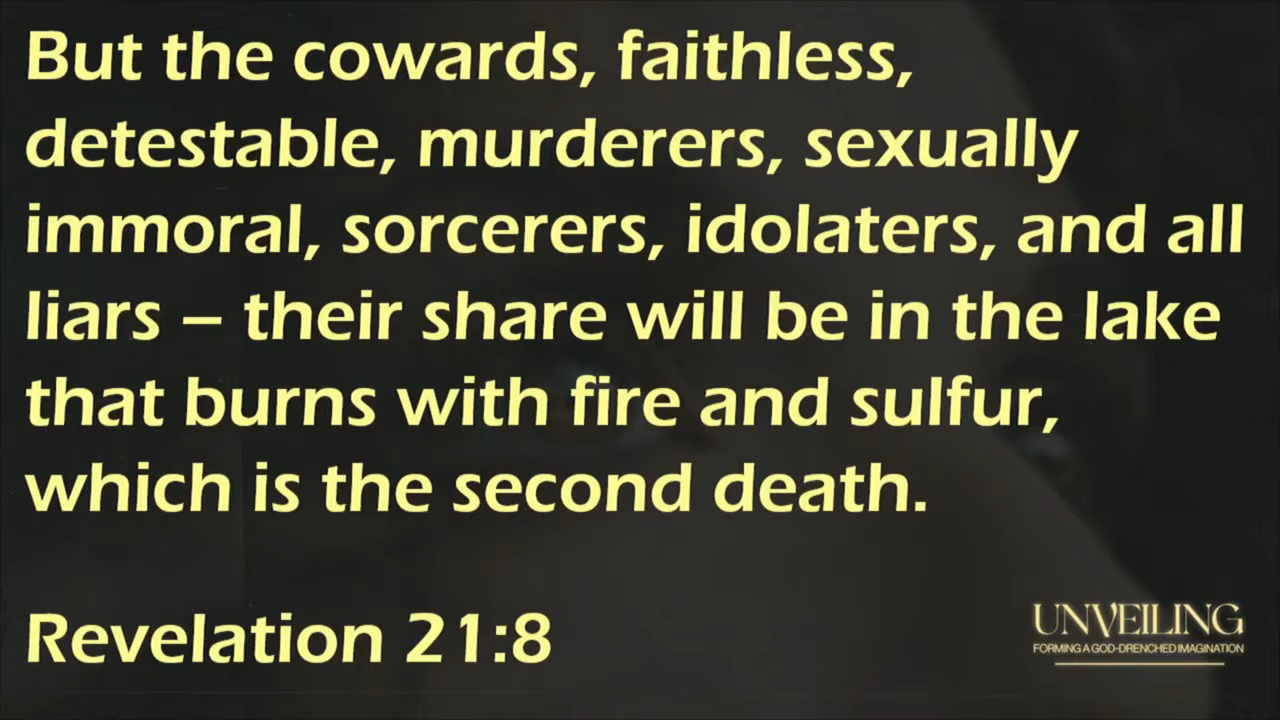 But the cowards, faithless,
detestable, murderers, sexually
immoral, sorcerers, idolaters, and all
liars – their share will be in the lake
that burns with fire and sulfur,
which is the second death.
Revelation 21:8
UNVEILING
FORMING A GOD-DRENCHED IMAGINATION